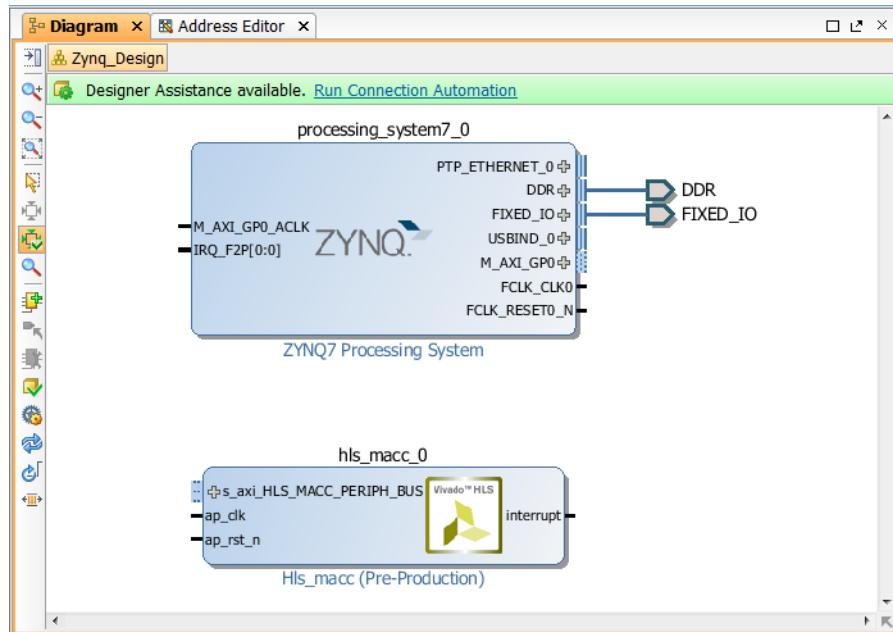 Diagram × Address Editor ×
Zynq_Design
Designer Assistance available. Run Connection Automation
processing_system7_0
PTP_ETHERNET_0
DDR
DDR
FIXED_IO
FIXED_IO
M_AXI_GP0_ACLK
IRQ_F2P[0:0]
ZYNQ.
USBIND_0
M_AXI_GP0
FCLK_CLK0
FCLK_RESET0_N
ZYNQ7 Processing System
hls_macc_0
s_axi_HLS_MACC_PERIPH_BUS
ap_clk
ap_rst_n
Vivado™ HLS
interrupt
Hls_macc (Pre-Production)